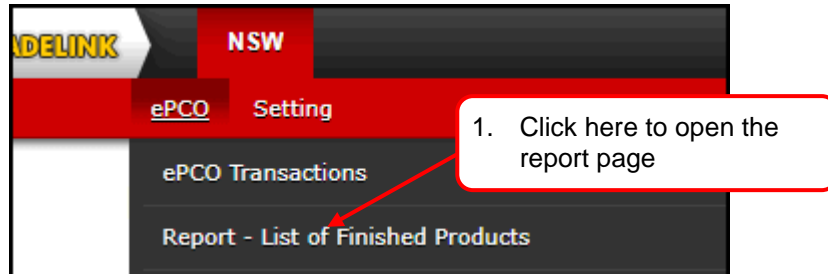 ADELINK
NSW
ePCO Setting
1. Click here to open the
report page
ePCO Transactions
Report - List of Finished Products